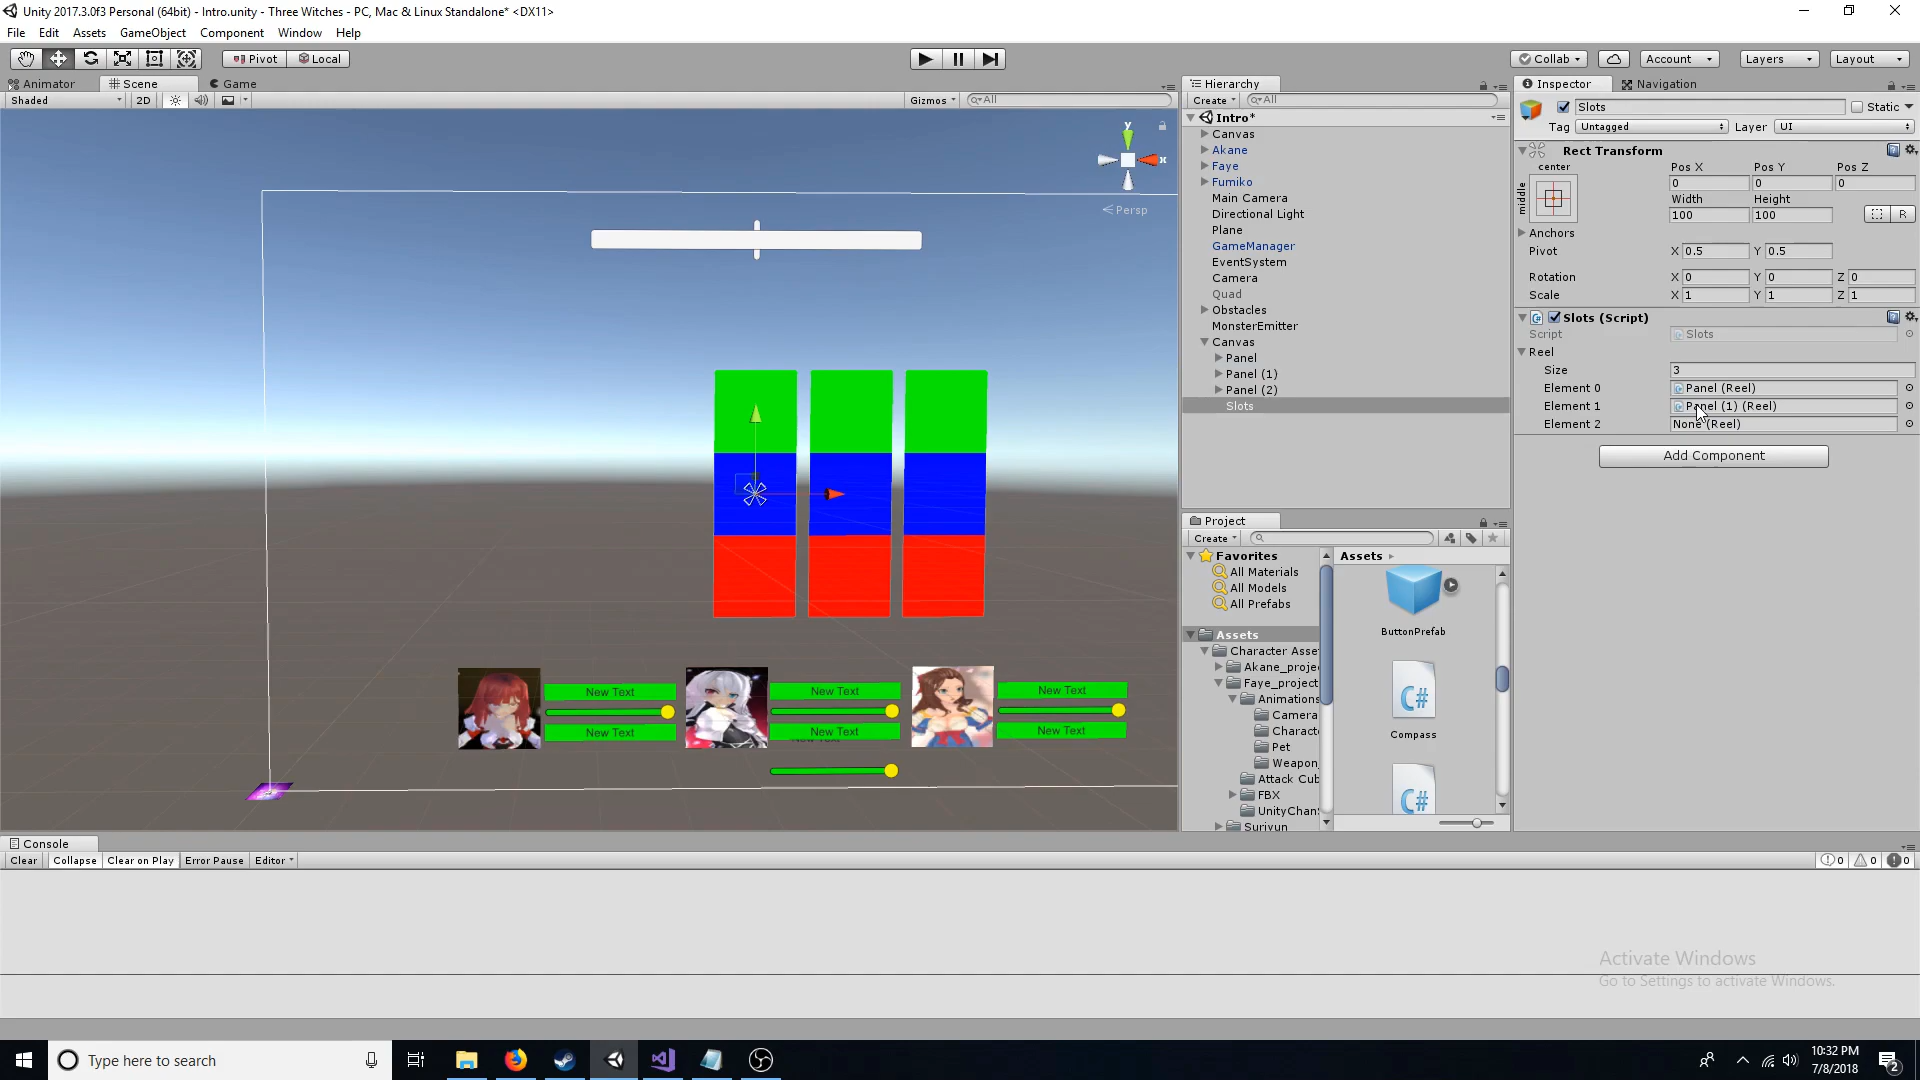 Unity 2017.3.0f3 Personal (64bit) - Intro.unity - Three Witches - PC, Mac & Linux Standalone* <DX11>
File Edit Assets GameObject Component Window Help
Pivot Local Collab Account Layers Layout
Animator Scene Game
Shaded 2D Gizmos All
y
x
Persp
New Text New Text New Text
New Text New Text New Text
Hierarchy
Create All
Intro*
Canvas
Akane
Faye
Fumiko
Main Camera
Directional Light
Plane
GameManager
EventSystem
Camera
Quad
Obstacles
MonsterEmitter
Canvas
Panel
Panel (1)
Panel (2)
Slots
Project
Create
Favorites
All Materials
All Models
All Prefabs
Assets
Character Asse
Akane_proje
Faye_project
Animations
Camera
Charact
Pet
Weapon
Attack Cub
FBX
UnityChan
Suriyun
Assets
ButtonPrefab
C#
Compass
C#
Inspector Navigation
Slots Static
Tag Untagged Layer UI
Rect Transform
center
middle
Pos X Pos Y Pos Z
0 0 0
Width Height
100 100 R
Anchors
Pivot X 0.5 Y 0.5
Rotation X 0 Y 0 Z 0
Scale X 1 Y 1 Z 1
Slots (Script)
Script Slots
Reel
Size 3
Element 0 Panel (Reel)
Element 1 Panel (1) (Reel)
Element 2 None (Reel)
Add Component
Console
Clear Collapse Clear on Play Error Pause Editor 0 0 0
Activate Windows
Go to Settings to activate Windows.
Type here to search
10:32 PM
7/8/2018
2